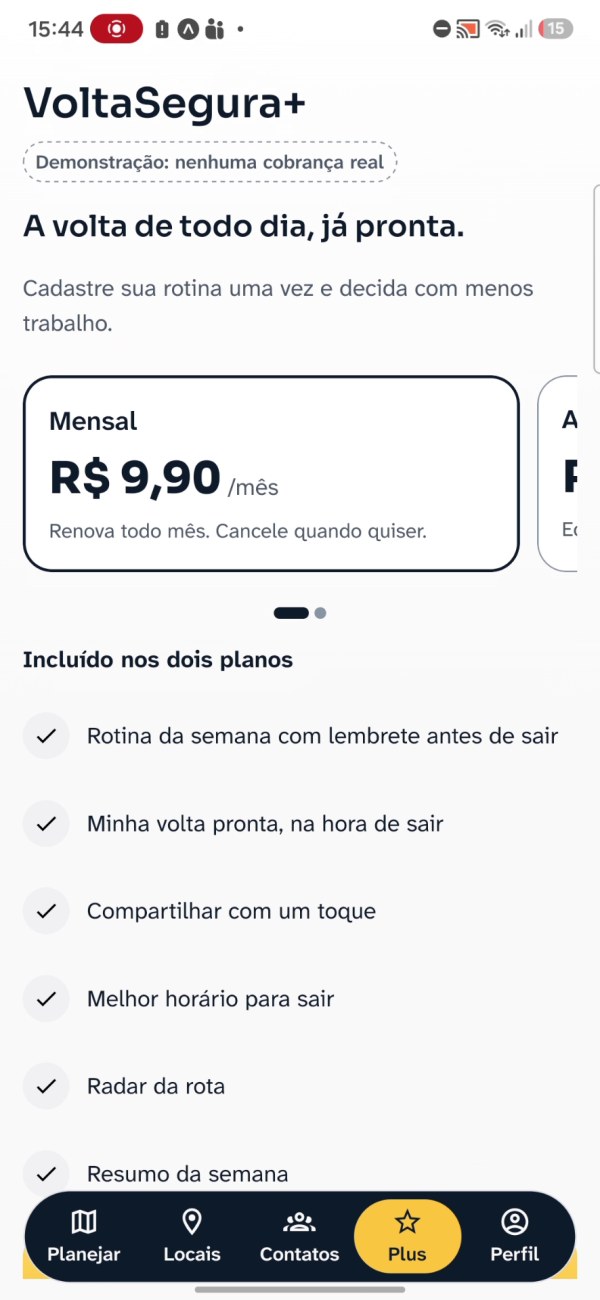 15:44
15
VoltaSegura+
Demonstração: nenhuma cobrança real
A volta de todo dia, já pronta.
Cadastre sua rotina uma vez e decida com menos
trabalho.
Mensal
R$ 9,90 /mês
Renova todo mês. Cancele quando quiser.
Incluído nos dois planos
Rotina da semana com lembrete antes de sair
Minha volta pronta, na hora de sair
Compartilhar com um toque
Melhor horário para sair
Radar da rota
Resumo da semana
Planejar
Locais
Contatos
Plus
Perfil